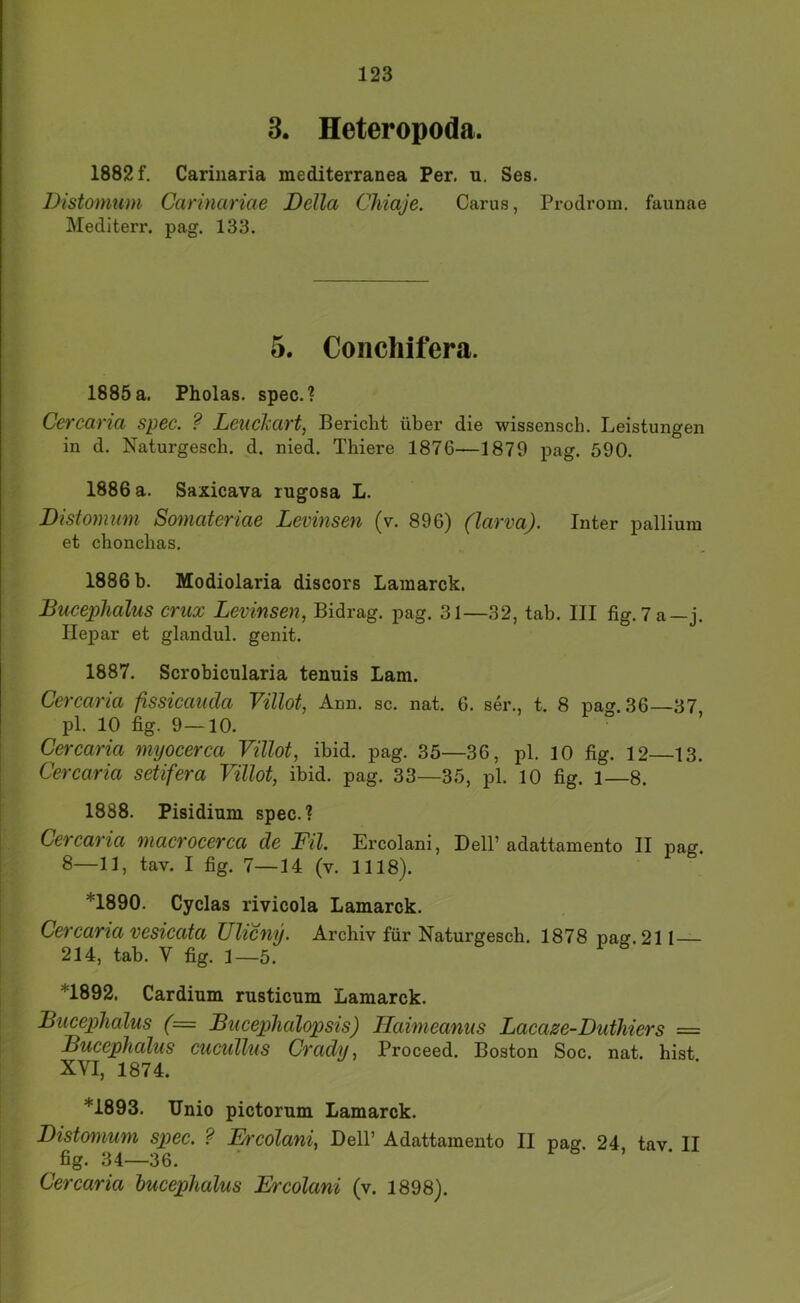 123
3. Heteropoda.
1882 f. Carinaria mediterranea Per. u. Ses.
Distomum Carinariae Della Chiaje. Carus, Prodrom. faunae
Mediterr. pag. 133.
5. Conchifera.
1885 a. Pholas. spec.?
Cercaria spec. ? Leuckart, Bericht über die wissensch. Leistungen
in d. Naturgesch. d. nied. Thiere 1876—1879 pag. 590.
1886 a. Saxicava rugosa L.
Distomum Somateriae Levinsen (v. 896) (larva). Inter pallium
et chonchas.
1886 b. Modiolaria discors Lamarck.
Bucephalus crux Levinsen, Bidrag. pag. 31—32, tab. III fig. 7 a—j.
Hepar et glandul. genit.
1887. Scrobicularia tenuis Lam.
Cercaria fissicauda Villot, Ann. sc. nat. 6. sér., t. 8 pag. 36—37,
pl. 10 fig. 9—10.
Cercaria myocerca Villot, ibid. pag. 35—36, pl. 10 fig. 12—13.
Cercaria setifera Villot, ibid. pag. 33—35, pl. 10 fig. 1—8.
1888. Pisidium spec.?
Cercaria macrocerca de Fil. Ercolani, Dell' adattamento II pag.
8—11, tav. I fig. 7—14 (v. 1118).
*1890. Cyclas rivicola Lamarck.
Cercaria vesicata Uličný. Archiv für Naturgesch. 1878 pag. 211—
214, tab. V fig. 1—5.
*1892. Cardium rusticum Lamarck.
Bucephalus (= Bucephalopsis) Haimeanus Lacaze-Duthiers =
Bucephalus cucullus Crady, Proceed. Boston Soc. nat. hist.
XVI, 1874.
*1893. Unio pictorum Lamarck.
Distomum spec. ? Ercolani, Dell' Adattamento II pag. 24, tav. II
fig. 34—36.
Cercaria bucephalus Ercolani (v. 1898).